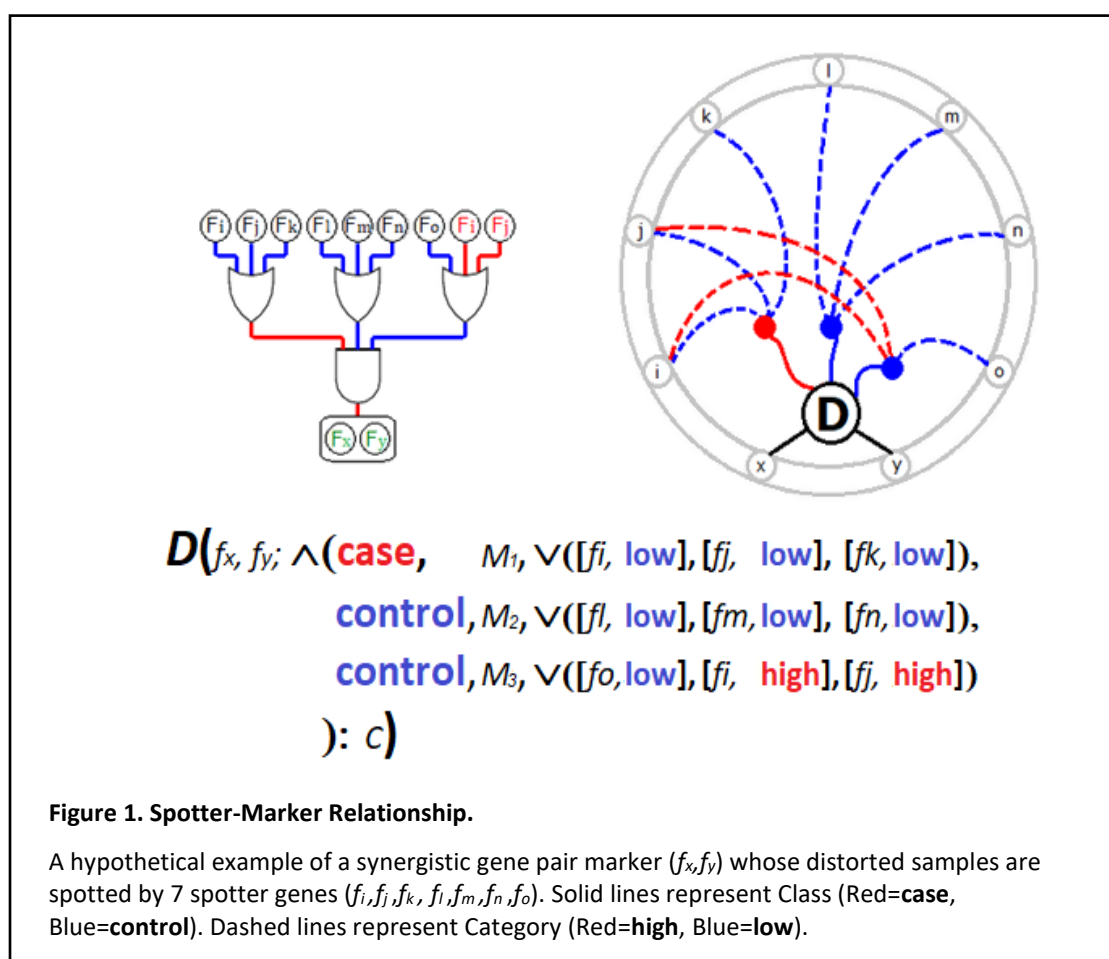 Fi Fj Fk Fl Fm Fn Fo Fi Fj
Fx Fy
l
k m
j n
i o
D
x y
D(fx, fy; ∧(case, M1, ∨([fi, low],[fj, low], [fk, low]),
control, M2, ∨([fl, low],[fm, low], [fn, low]),
control, M3, ∨([fo, low],[fi, high],[fj, high])
): C)
Figure 1. Spotter-Marker Relationship.
A hypothetical example of a synergistic gene pair marker (fx,fy) whose distorted samples are
spotted by 7 spotter genes (fi,fj,fk, fl,fm,fn,fo). Solid lines represent Class (Red=case,
Blue=control). Dashed lines represent Category (Red=high, Blue=low).